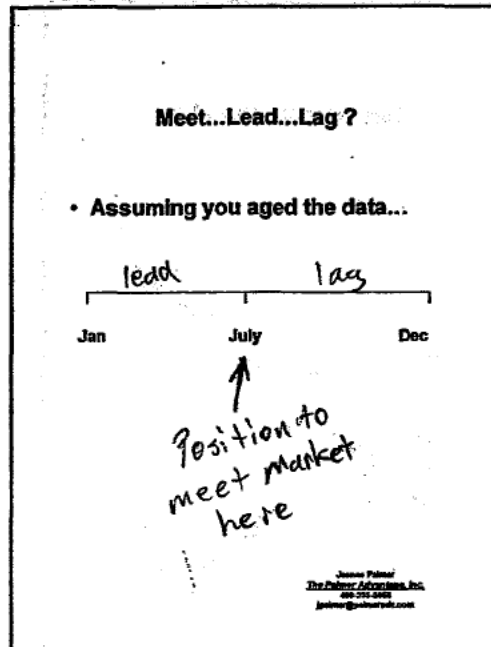 Meet...Lead...Lag ?
• Assuming you aged the data...
lead lag
Jan July Dec
Position to
meet market
here
James Palmer
The Palmer Advantage, Inc.